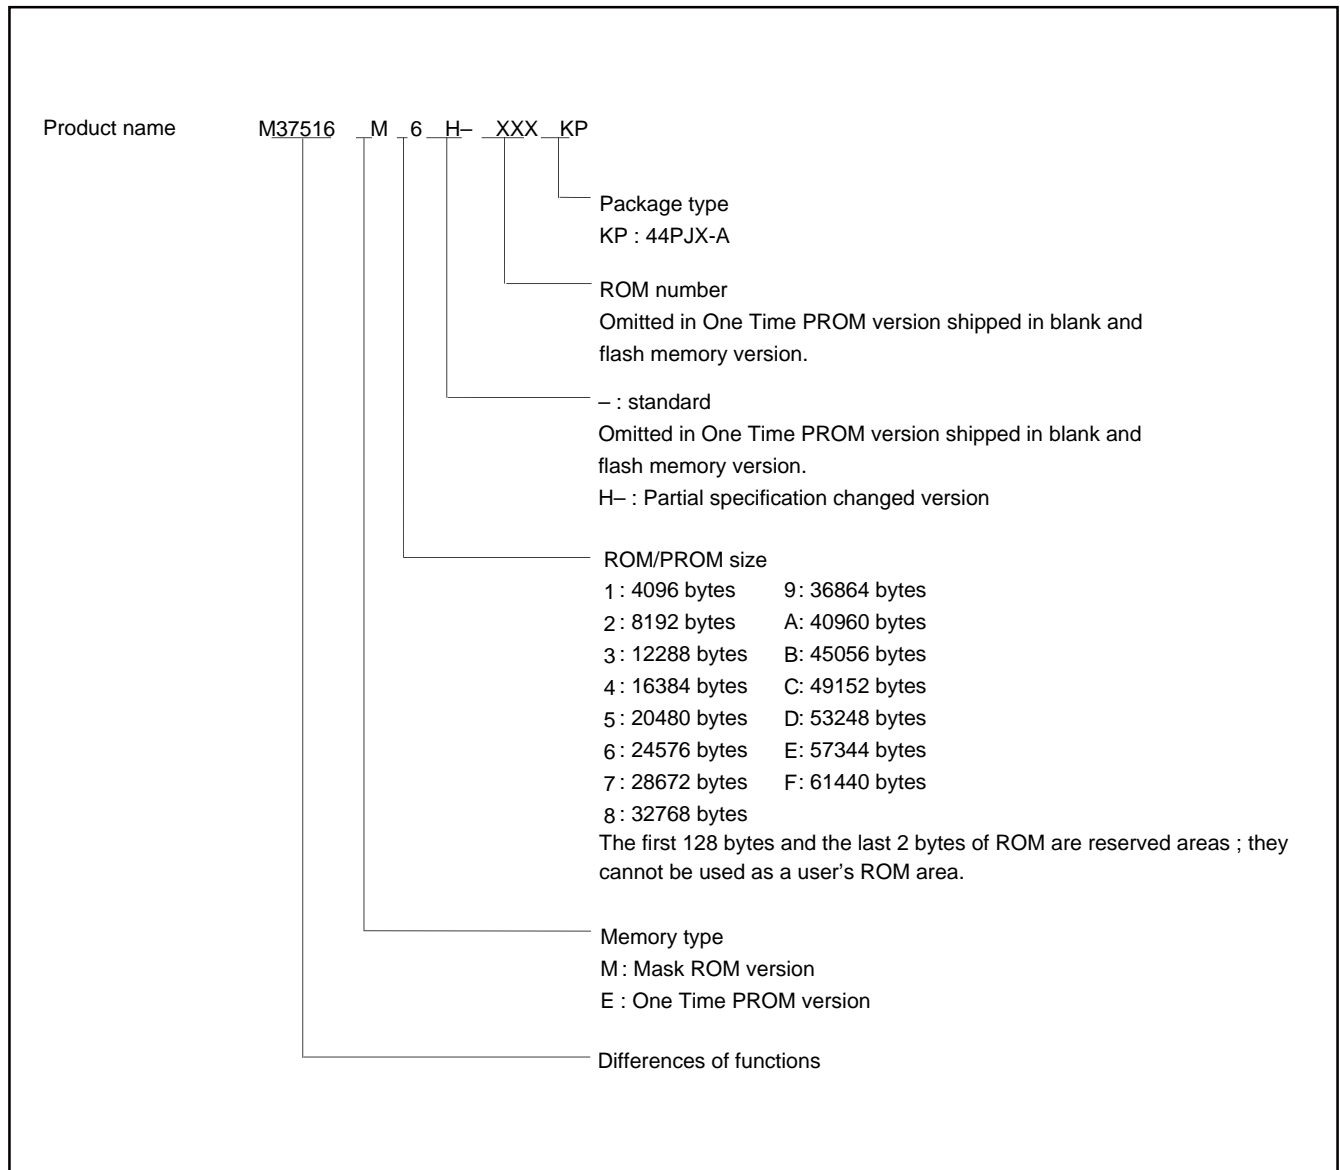 Product name M37516 M 6 H– XXX KP
Package type
KP : 44PJX-A
ROM number
Omitted in One Time PROM version shipped in blank and
flash memory version.
– : standard
Omitted in One Time PROM version shipped in blank and
flash memory version.
H– : Partial specification changed version
ROM/PROM size
1 : 4096 bytes 9: 36864 bytes
2 : 8192 bytes A: 40960 bytes
3 : 12288 bytes B: 45056 bytes
4 : 16384 bytes C: 49152 bytes
5 : 20480 bytes D: 53248 bytes
6 : 24576 bytes E: 57344 bytes
7 : 28672 bytes F: 61440 bytes
8 : 32768 bytes
The first 128 bytes and the last 2 bytes of ROM are reserved areas ; they
cannot be used as a user’s ROM area.
Memory type
M : Mask ROM version
E : One Time PROM version
Differences of functions